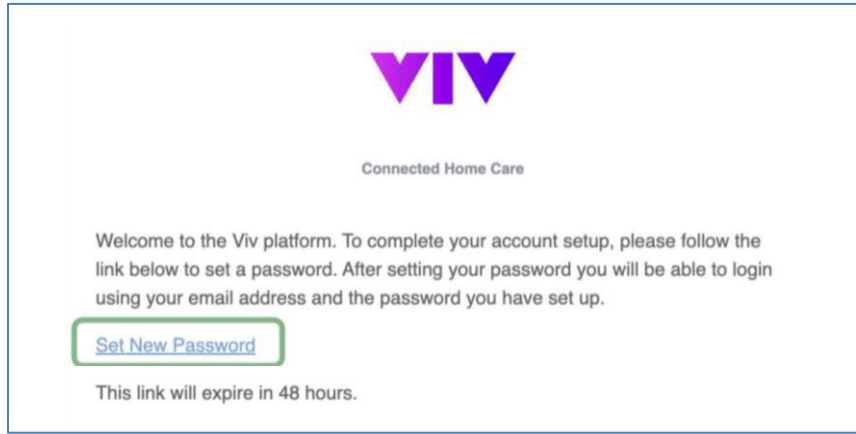 VIV
Connected Home Care
Welcome to the Viv platform. To complete your account setup, please follow the
link below to set a password. After setting your password you will be able to login
using your email address and the password you have set up.
Set New Password
This link will expire in 48 hours.